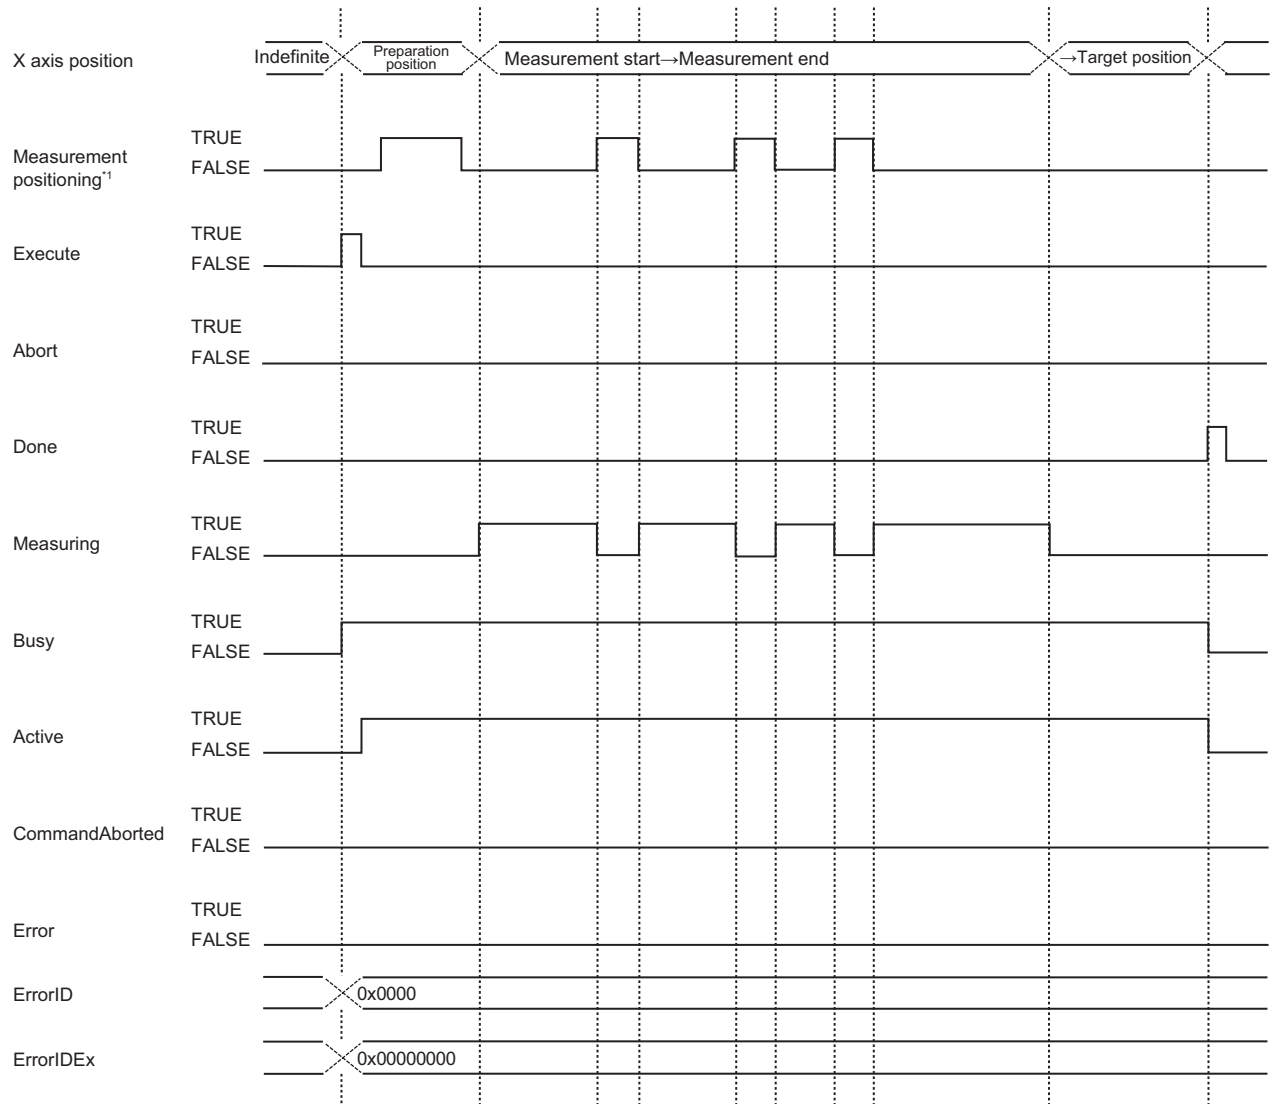 X axis position
Indefinite
Preparation
position
Measurement start→Measurement end
→Target position
Measurement
positioning*1
TRUE
FALSE
Execute
TRUE
FALSE
Abort
TRUE
FALSE
Done
TRUE
FALSE
Measuring
TRUE
FALSE
Busy
TRUE
FALSE
Active
TRUE
FALSE
CommandAborted
TRUE
FALSE
Error
TRUE
FALSE
ErrorID
0x0000
ErrorIDEx
0x00000000